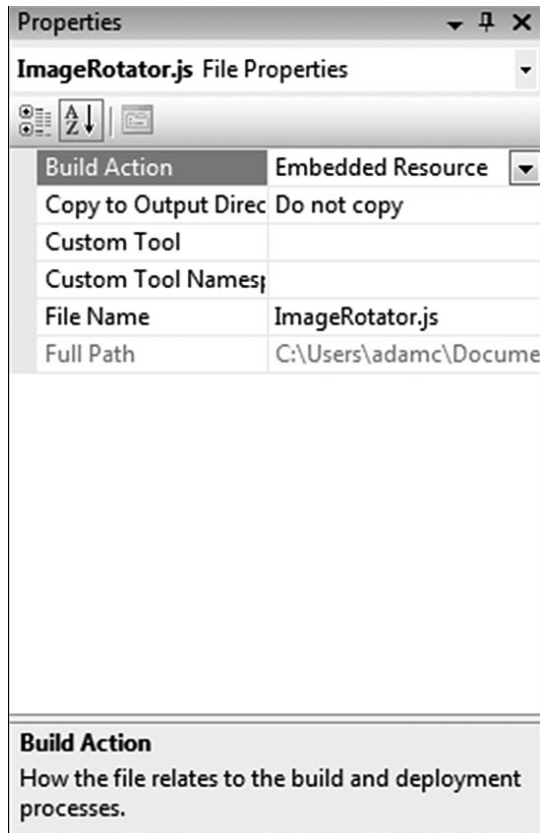 Properties
ImageRotator.js File Properties
Build Action Embedded Resource
Copy to Output Direc Do not copy
Custom Tool
Custom Tool Names
File Name ImageRotator.js
Full Path C:\Users\adamc\Docume
Build Action
How the file relates to the build and deployment
processes.